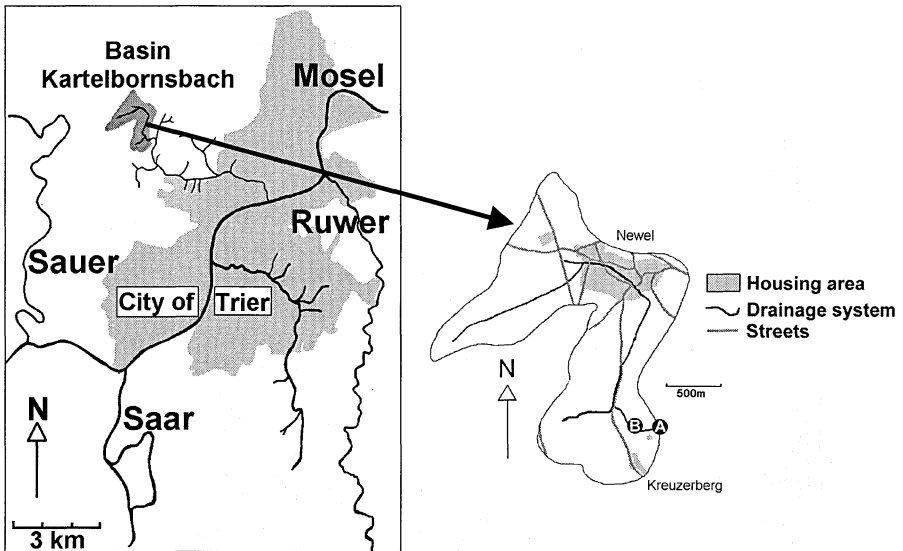 Basin
Kartelbornsbach
Mosel
Ruwer
Sauer
City of Trier
N
Saar
3 km
Newel
Housing area
Drainage system
Streets
N
500m
B A
Kreuzerberg